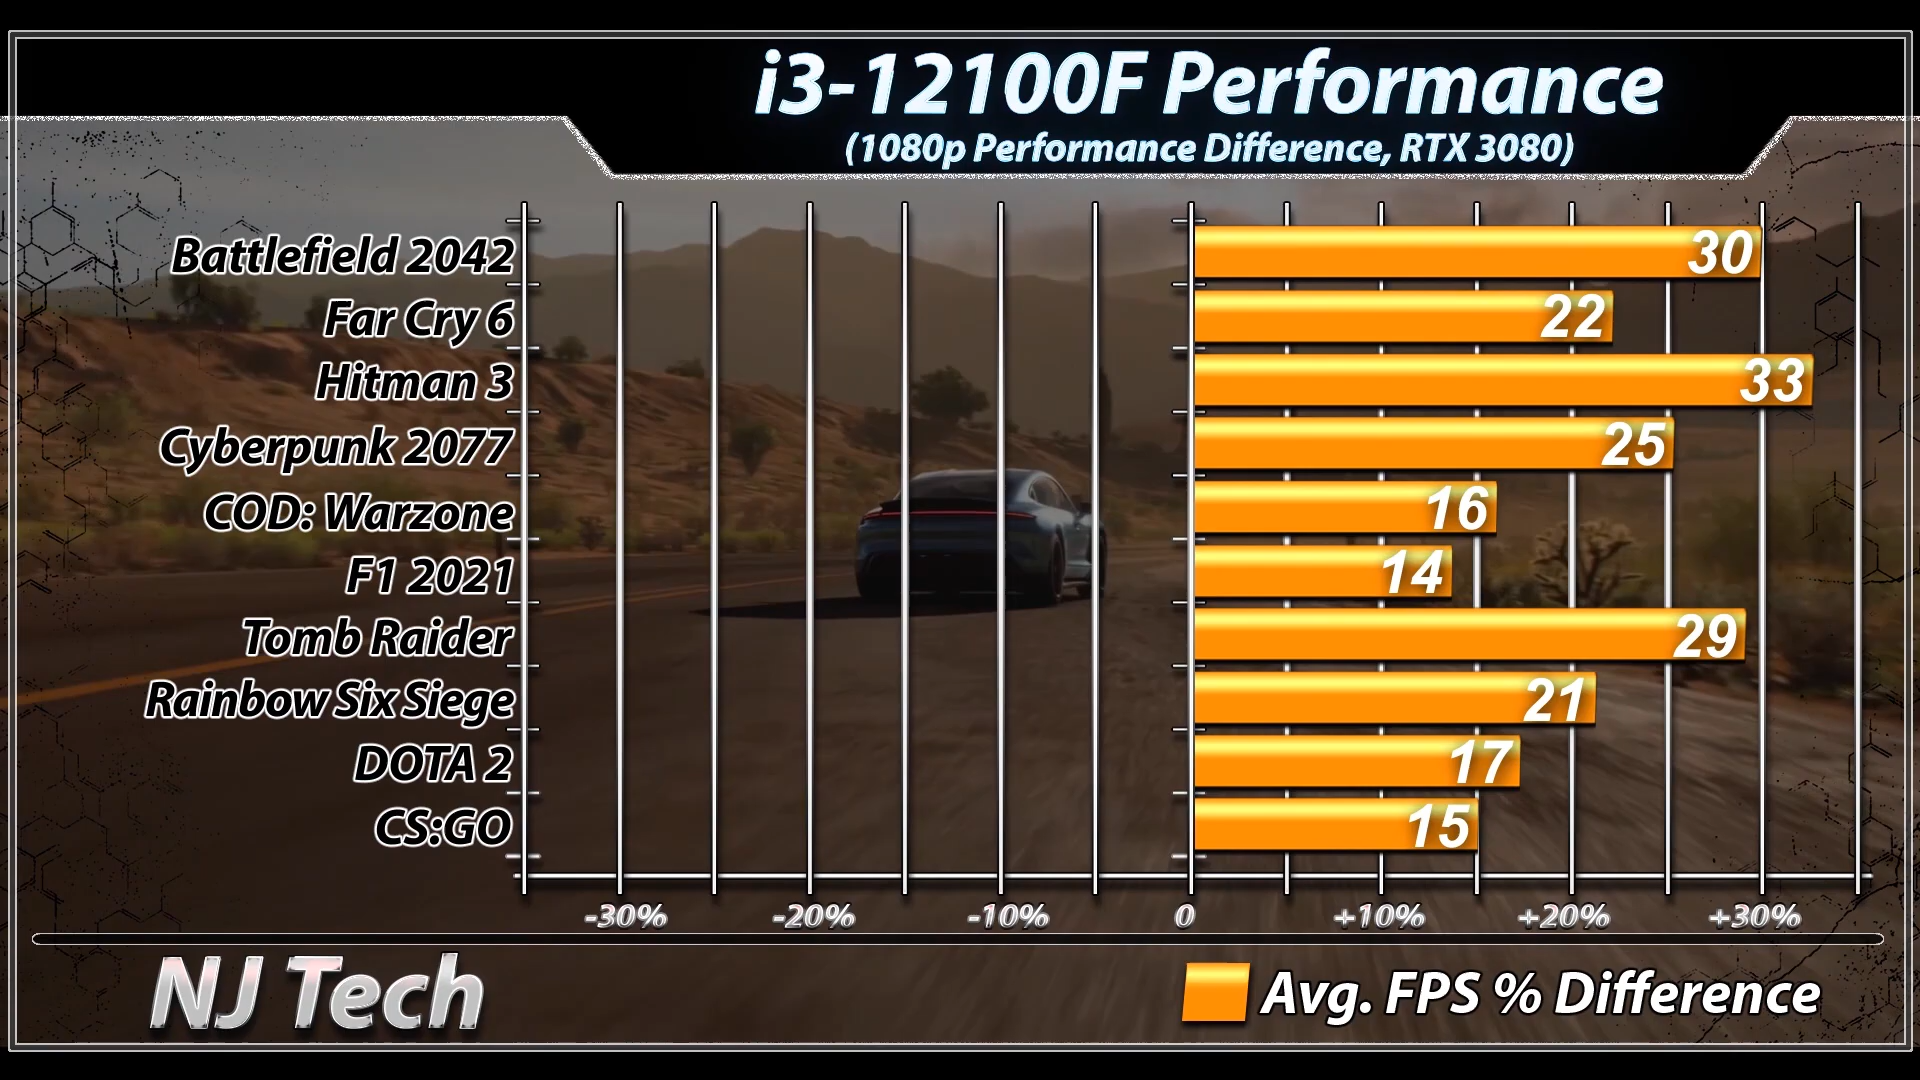 i3-12100F Performance
(1080p Performance Difference, RTX 3080)
Battlefield 2042 30
Far Cry 6 22
Hitman 3 33
Cyberpunk 2077 25
COD: Warzone 16
F1 2021 14
Tomb Raider 29
Rainbow Six Siege 21
DOTA 2 17
CS:GO 15
-30% -20% -10% 0 +10% +20% +30%
NJ Tech
Avg. FPS % Difference